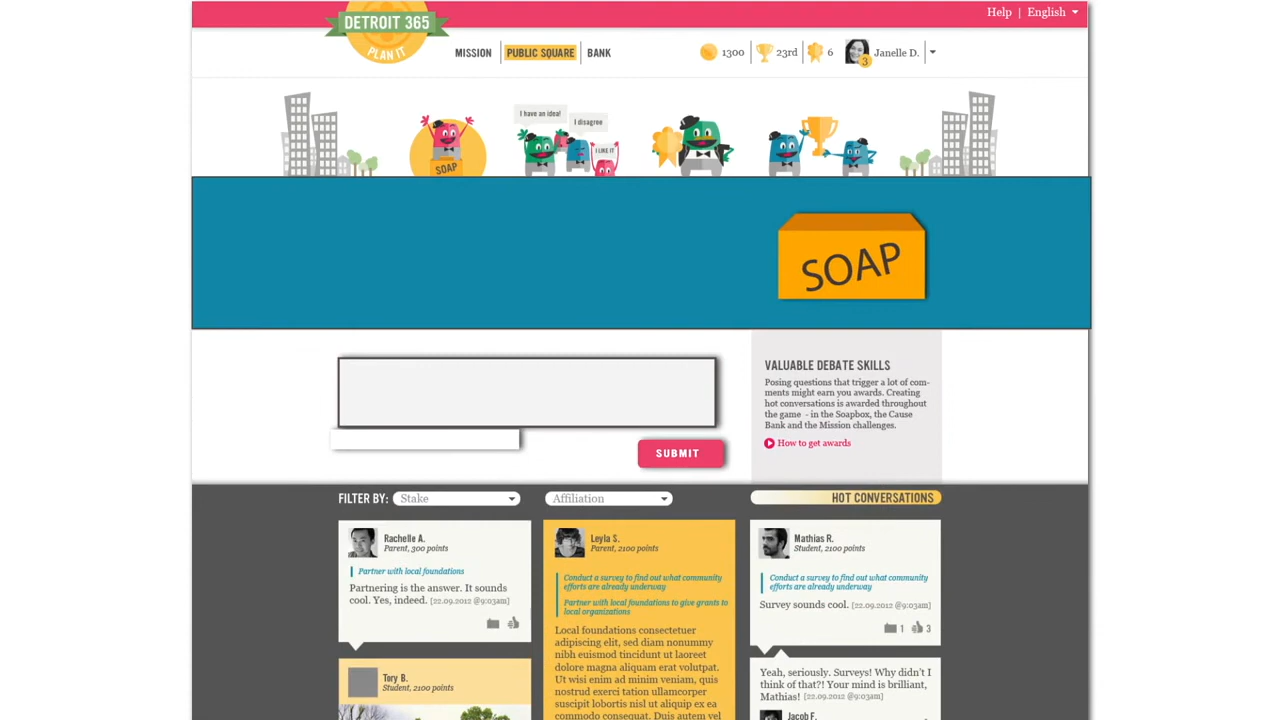 DETROIT 365
PLAN IT
Help | English
MISSION
PUBLIC SQUARE
BANK
1300
23rd
6
3
Janelle D.
I have an idea!
I disagree
I LIKE IT
SOAP
SOAP
VALUABLE DEBATE SKILLS
Posing questions that trigger a lot of com-
ments might earn you awards. Creating
hot conversations is awarded throughout
the game - in the Soapbox, the Cause
Bank and the Mission challenges.
How to get awards
SUBMIT
FILTER BY: Stake
Affiliation
HOT CONVERSATIONS
Rachelle A.
Parent, 300 points
Partner with local foundations
Partnering is the answer. It sounds
cool. Yes, indeed. [22.09.2012 @9:03am]
Tory B.
Student, 2100 points
Leyla S.
Parent, 2100 points
Conduct a survey to find out what community
efforts are already underway
Partner with local foundations to give grants to
local organizations
Local foundations consectetuer
adipiscing elit, sed diam nonummy
nibh euismod tincidunt ut laoreet
dolore magna aliquam erat volutpat.
Ut wisi enim ad minim veniam, quis
nostrud exerci tation ullamcorper
suscipit lobortis nisl ut aliquip ex ea
commodo consequat. Duis autem vel
Mathias R.
Student, 2100 points
Conduct a survey to find out what community
efforts are already underway
Survey sounds cool. [22.09.2012 @9:03am]
1 3
Yeah, seriously. Surveys! Why didn't I
think of that?! Your mind is brilliant,
Mathias! [22.09.2012 @9:03am]
Jacob F.